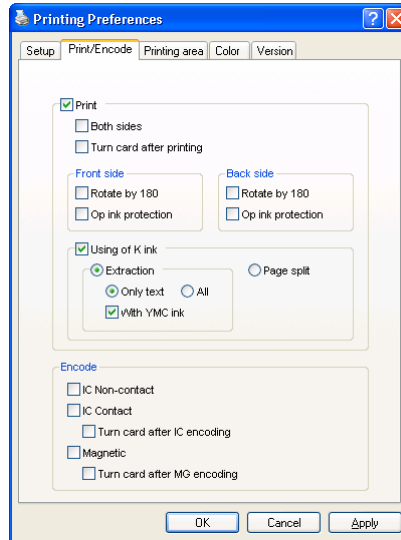 Printing Preferences
Setup Print/Encode Printing area Color Version
Print
Both sides
Turn card after printing
Front side Back side
Rotate by 180 Rotate by 180
Op ink protection Op ink protection
Using of K ink
Extraction Page split
Only text All
With YMC ink
Encode
IC Non-contact
IC Contact
Turn card after IC encoding
Magnetic
Turn card after MG encoding
OK Cancel Apply